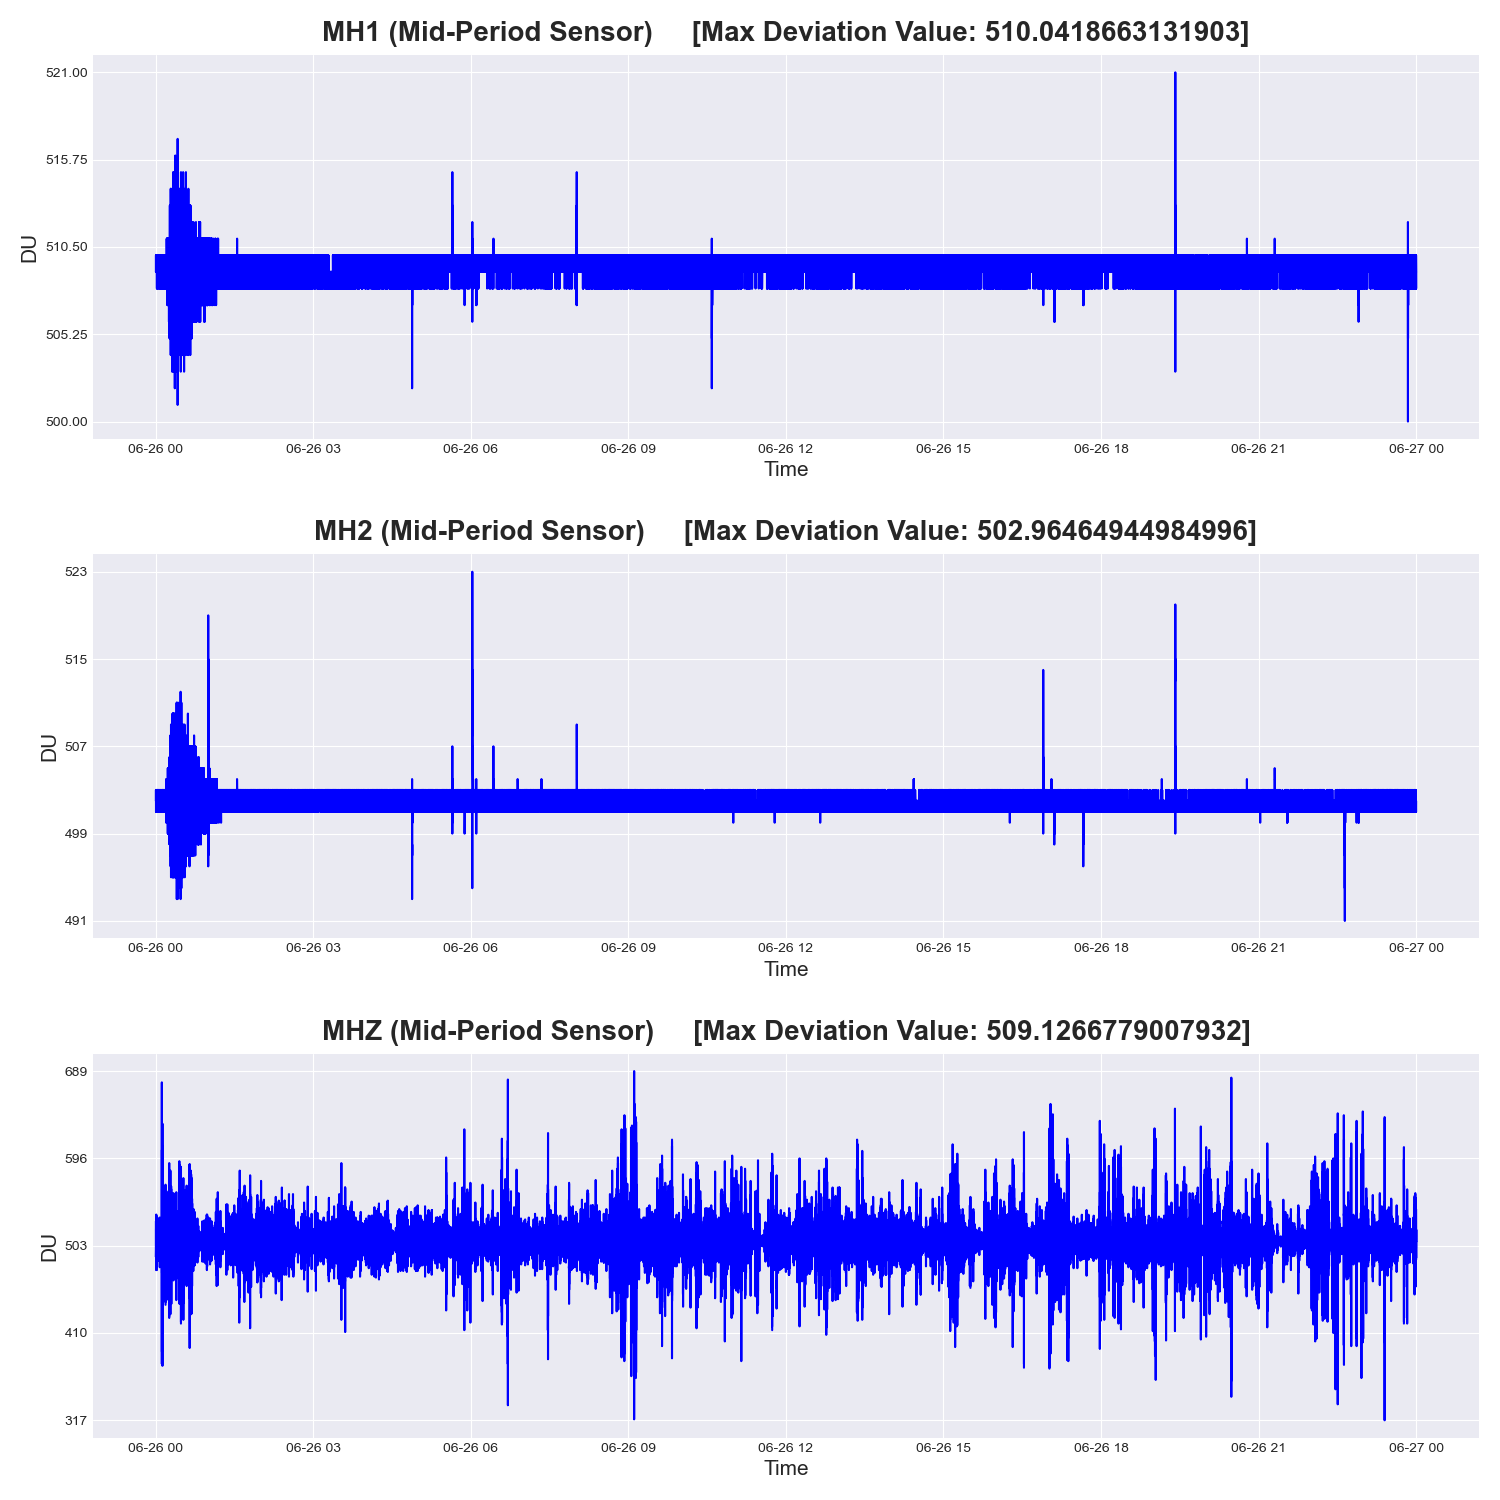 MH1 (Mid-Period Sensor)     [Max Deviation Value: 510.0418663131903]
521.00
515.75
510.50
505.25
500.00
DU
06-26 00 06-26 03 06-26 06 06-26 09 06-26 12 06-26 15 06-26 18 06-26 21 06-27 00
Time
MH2 (Mid-Period Sensor)     [Max Deviation Value: 502.96464944984996]
523
515
507
499
491
DU
06-26 00 06-26 03 06-26 06 06-26 09 06-26 12 06-26 15 06-26 18 06-26 21 06-27 00
Time
MHZ (Mid-Period Sensor)     [Max Deviation Value: 509.1266779007932]
689
596
503
410
317
DU
06-26 00 06-26 03 06-26 06 06-26 09 06-26 12 06-26 15 06-26 18 06-26 21 06-27 00
Time